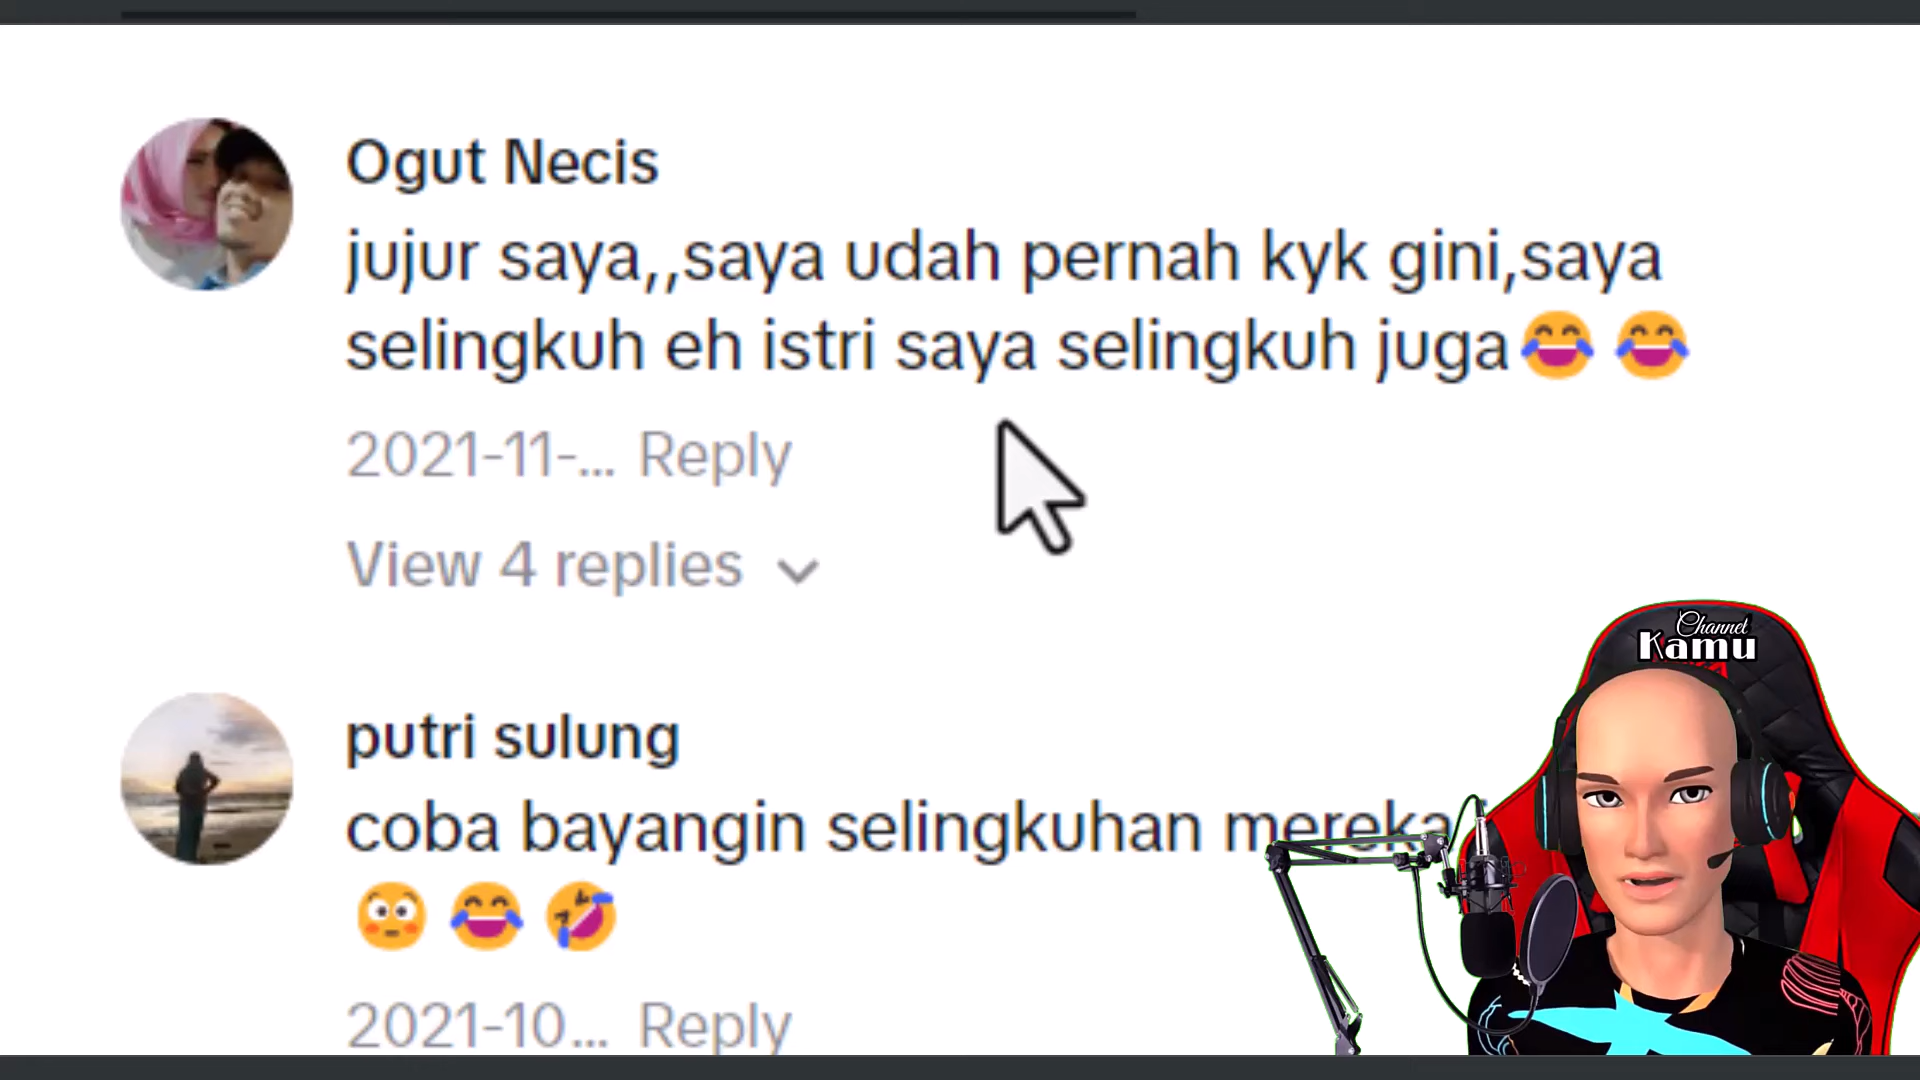 Ogut Necis
jujur saya,,saya udah pernah kyk gini,saya
selingkuh eh istri saya selingkuh juga😂😂
2021-11-... Reply
View 4 replies
putri sulung
coba bayangin selingkuhan mereka
😳😂🤣
2021-10... Reply
Channel
Kamu